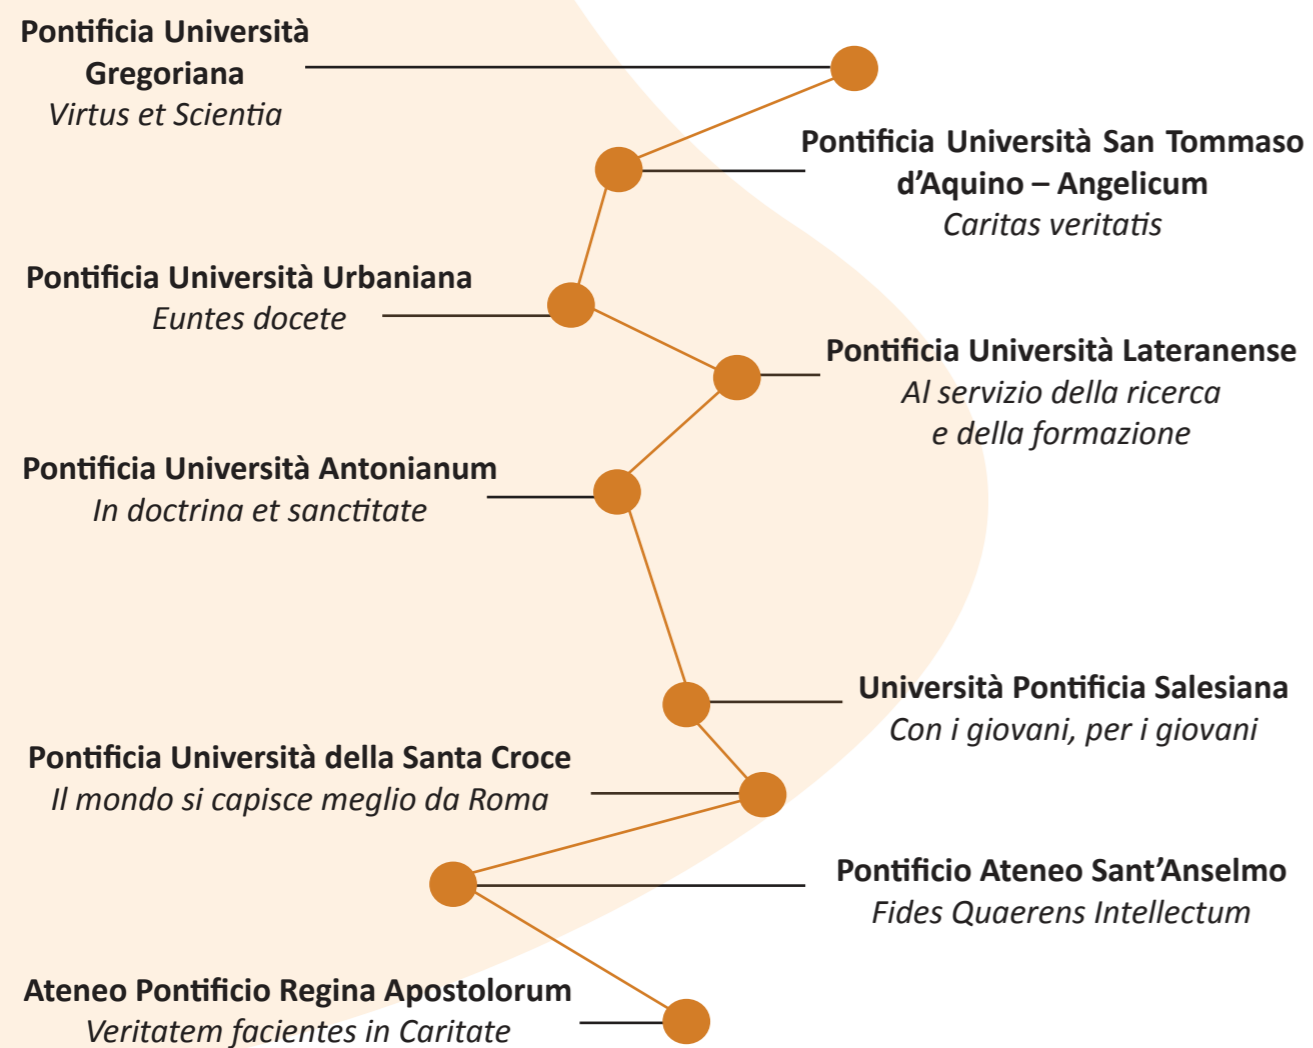 Pontificia Università
Gregoriana
Virtus et Scientia
Pontificia Università San Tommaso
d’Aquino – Angelicum
Caritas veritatis
Pontificia Università Urbaniana
Euntes docete
Pontificia Università Lateranense
Al servizio della ricerca
e della formazione
Pontificia Università Antonianum
In doctrina et sanctitate
Università Pontificia Salesiana
Con i giovani, per i giovani
Pontificia Università della Santa Croce
Il mondo si capisce meglio da Roma
Pontificio Ateneo Sant’Anselmo
Fides Quaerens Intellectum
Ateneo Pontificio Regina Apostolorum
Veritatem facientes in Caritate